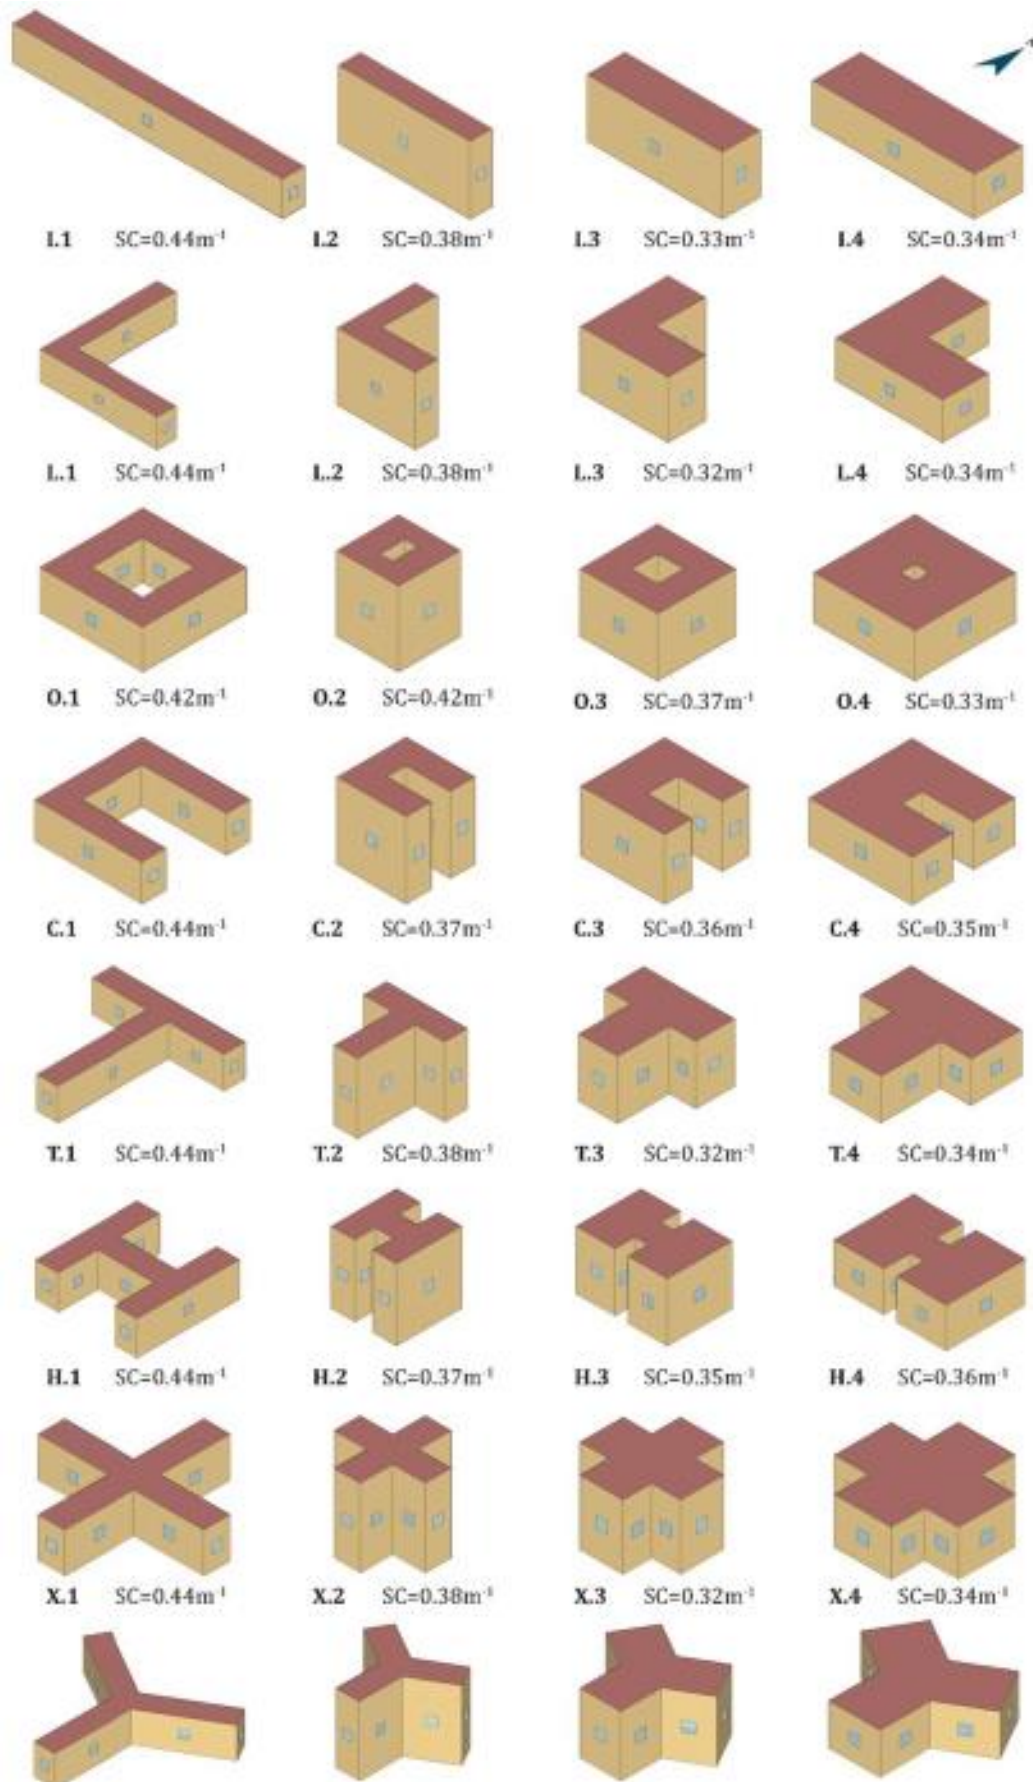 I.1 SC=0.44m⁻¹ I.2 SC=0.38m⁻¹ I.3 SC=0.33m⁻¹ I.4 SC=0.34m⁻¹
L.1 SC=0.44m⁻¹ L.2 SC=0.38m⁻¹ L.3 SC=0.32m⁻¹ L.4 SC=0.34m⁻¹
O.1 SC=0.42m⁻¹ O.2 SC=0.42m⁻¹ O.3 SC=0.37m⁻¹ O.4 SC=0.33m⁻¹
C.1 SC=0.44m⁻¹ C.2 SC=0.37m⁻¹ C.3 SC=0.36m⁻¹ C.4 SC=0.35m⁻¹
T.1 SC=0.44m⁻¹ T.2 SC=0.38m⁻¹ T.3 SC=0.32m⁻¹ T.4 SC=0.34m⁻¹
H.1 SC=0.44m⁻¹ H.2 SC=0.37m⁻¹ H.3 SC=0.35m⁻¹ H.4 SC=0.36m⁻¹
X.1 SC=0.44m⁻¹ X.2 SC=0.38m⁻¹ X.3 SC=0.32m⁻¹ X.4 SC=0.34m⁻¹